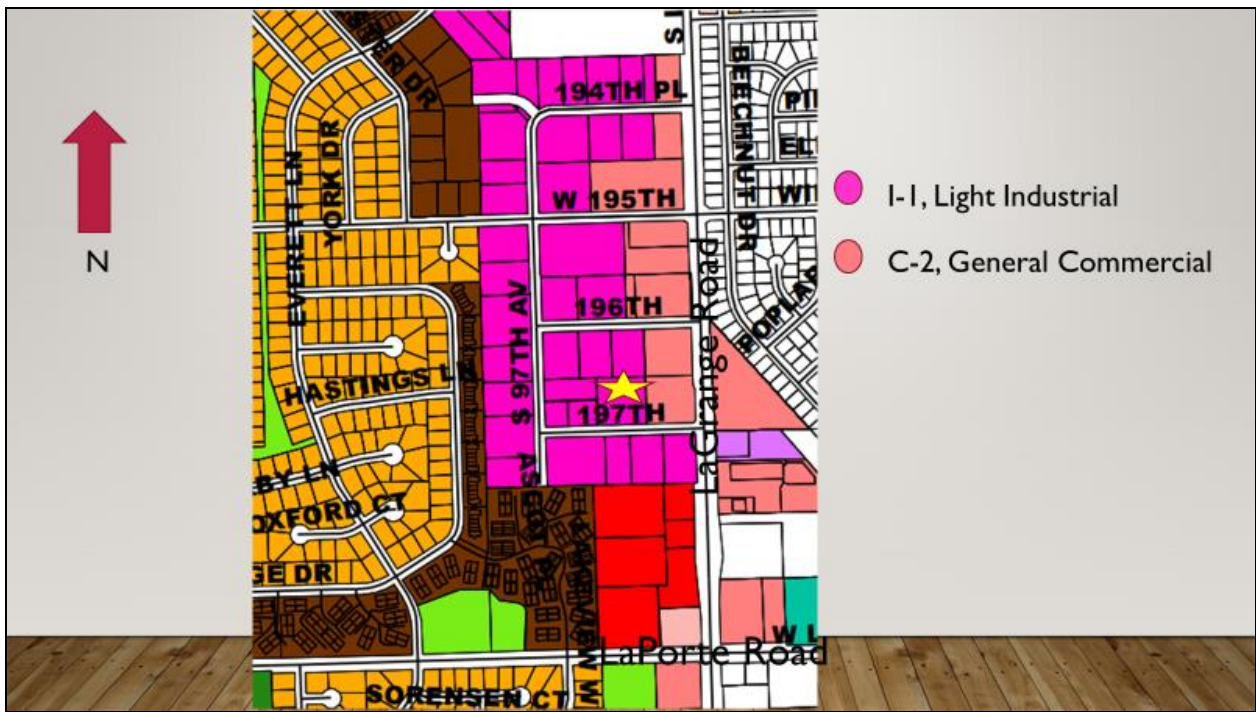 194TH PL
BEECHNUT DR
YORK DR
EVERETT LN
W 195TH
I-1, Light Industrial
N
C-2, General Commercial
LaGrange Road
196TH
S 97TH AV
HASTINGS LN
197TH
OXFORD CT
LaPorte Road
SORENSEN CT